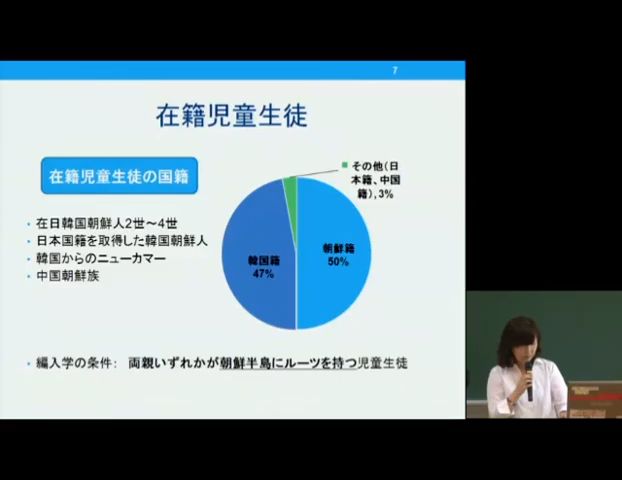 7
在籍児童生徒
在籍児童生徒の国籍
その他(日
本籍、中国
籍), 3%
・ 在日韓国朝鮮人2世～4世
・ 日本国籍を取得した韓国朝鮮人
・ 韓国からのニューカマー
・ 中国朝鮮族
朝鮮籍
50%
韓国籍
47%
・ 編入学の条件: 両親いずれかが朝鮮半島にルーツを持つ児童生徒